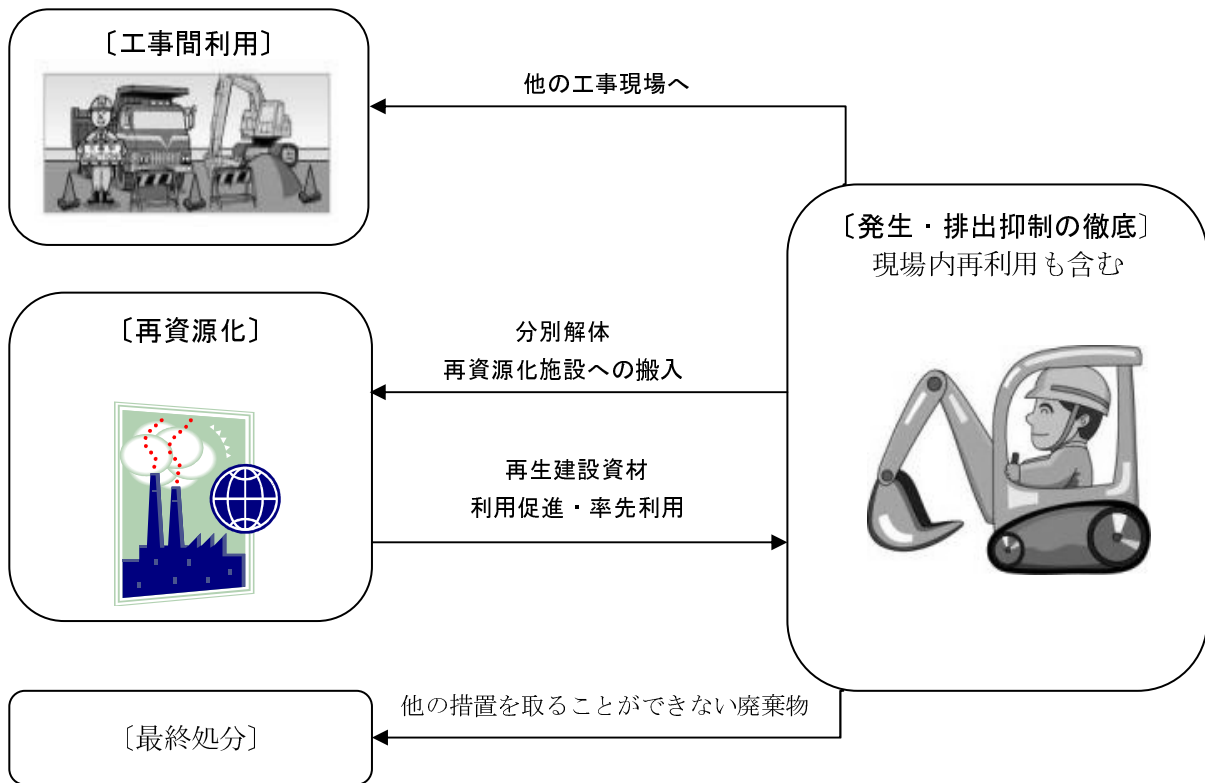 〔工事間利用〕
他の工事現場へ
〔発生・排出抑制の徹底〕
現場内再利用も含む
〔再資源化〕
分別解体
再資源化施設への搬入
再生建設資材
利用促進・率先利用
他の措置を取ることができない廃棄物
〔最終処分〕